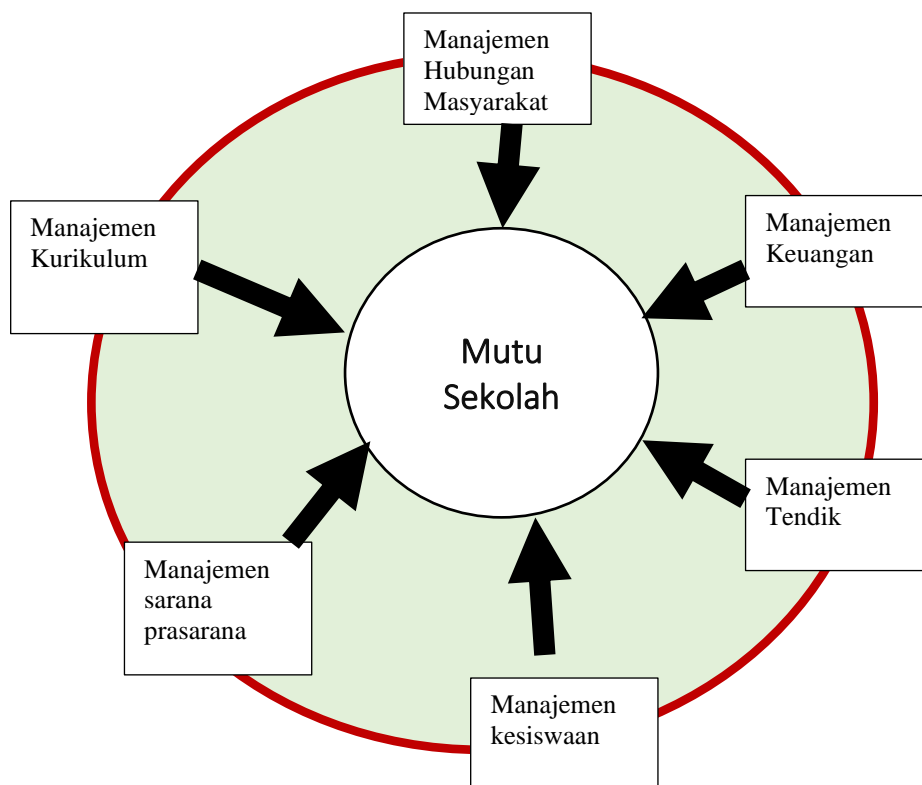 Manajemen
Hubungan
Masyarakat
Manajemen
Kurikulum
Manajemen
Keuangan
Mutu
Sekolah
Manajemen
Tendik
Manajemen
sarana
prasarana
Manajemen
kesiswaan